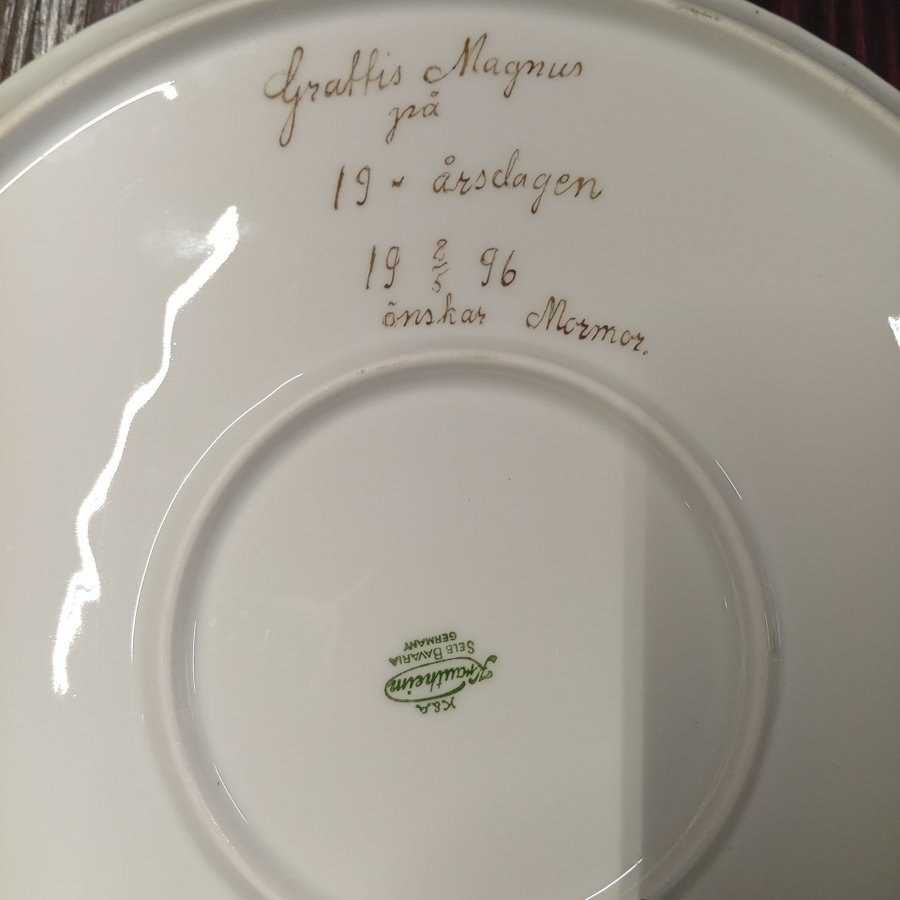 Grattis Magnus
på
19 - årsdagen
19 8/5 96
önskar Mormor.
K&A
Krautheim
SELB BAVARIA
GERMANY